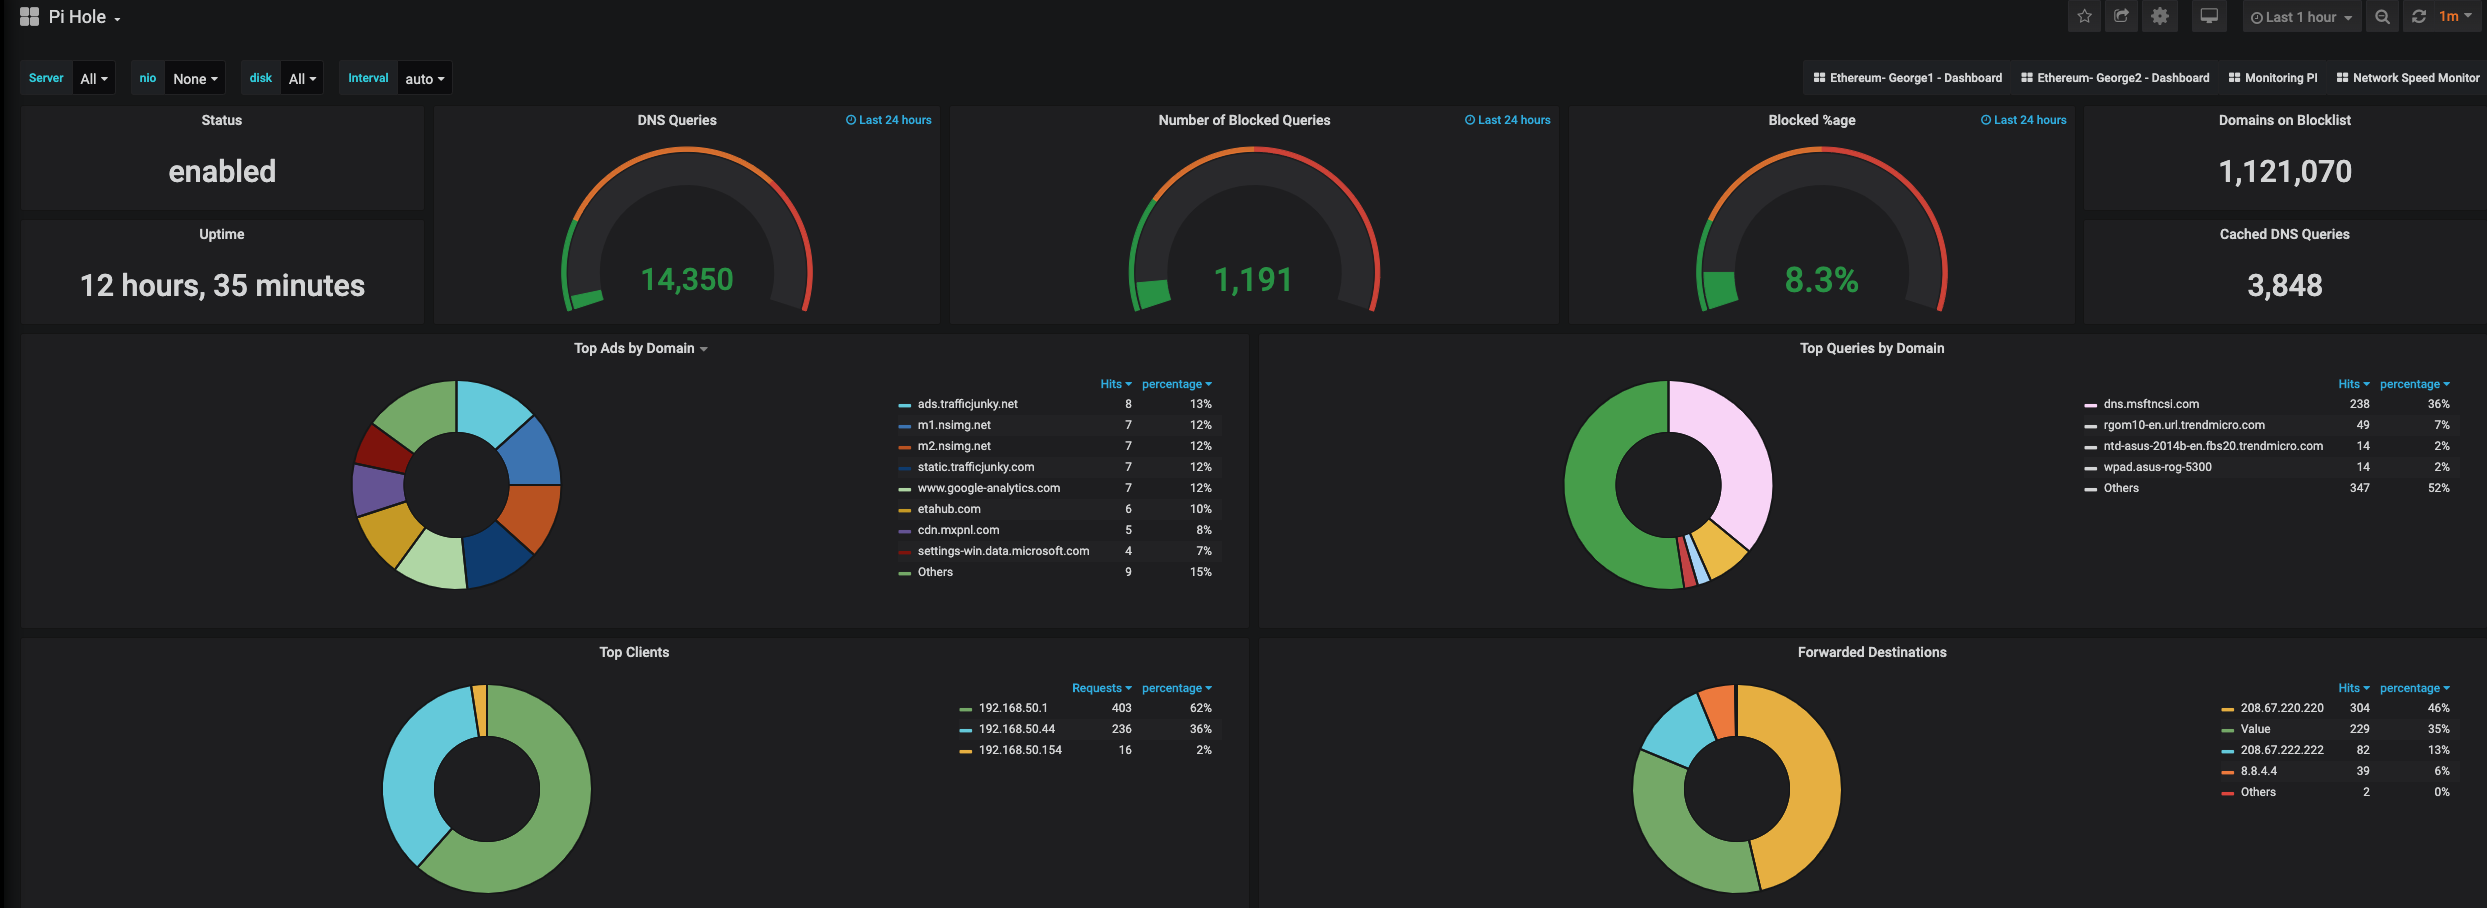 Pi Hole
Last 1 hour
1m
Server All nio None disk All Interval auto
Ethereum- George1 - Dashboard Ethereum- George2 - Dashboard Monitoring PI Network Speed Monitor
Status
enabled
Uptime
12 hours, 35 minutes
DNS Queries
Last 24 hours
14,350
Number of Blocked Queries
Last 24 hours
1,191
Blocked %age
Last 24 hours
8.3%
Domains on Blocklist
1,121,070
Cached DNS Queries
3,848
Top Ads by Domain
Hits percentage
ads.trafficjunky.net 8 13%
m1.nsimg.net 7 12%
m2.nsimg.net 7 12%
static.trafficjunky.com 7 12%
www.google-analytics.com 7 12%
etahub.com 6 10%
cdn.mxpnl.com 5 8%
settings-win.data.microsoft.com 4 7%
Others 9 15%
Top Queries by Domain
Hits percentage
dns.msftncsi.com 238 36%
rgom10-en.url.trendmicro.com 49 7%
ntd-asus-2014b-en.fbs20.trendmicro.com 14 2%
wpad.asus-rog-5300 14 2%
Others 347 52%
Top Clients
Requests percentage
192.168.50.1 403 62%
192.168.50.44 236 36%
192.168.50.154 16 2%
Forwarded Destinations
Hits percentage
208.67.220.220 304 46%
Value 229 35%
208.67.222.222 82 13%
8.8.4.4 39 6%
Others 2 0%